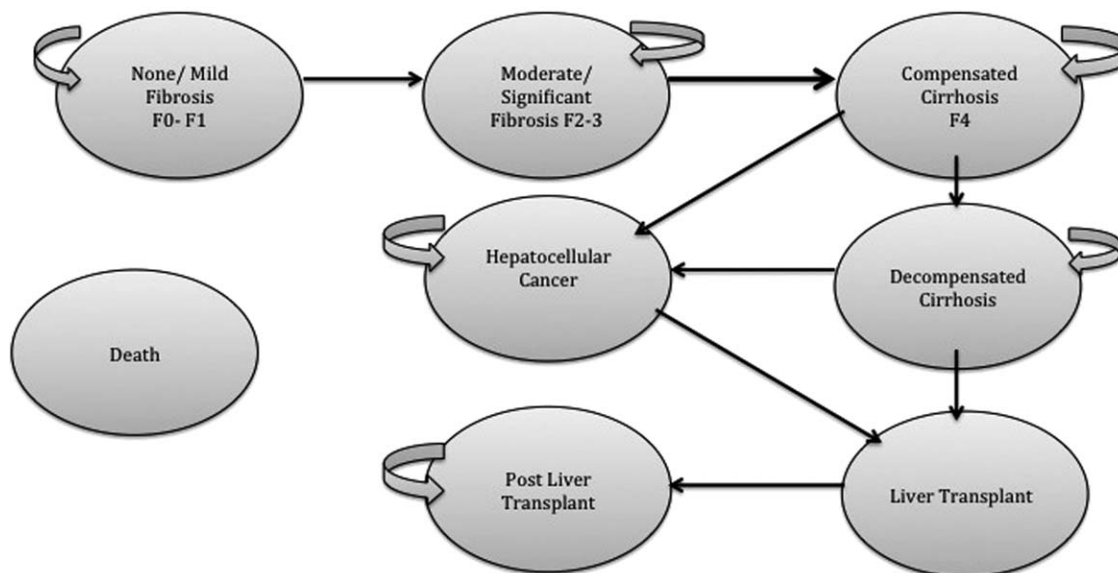 None/ Mild
Fibrosis
F0- F1
Moderate/
Significant
Fibrosis F2-3
Compensated
Cirrhosis
F4
Hepatocellular
Cancer
Decompensated
Cirrhosis
Death
Post Liver
Transplant
Liver Transplant